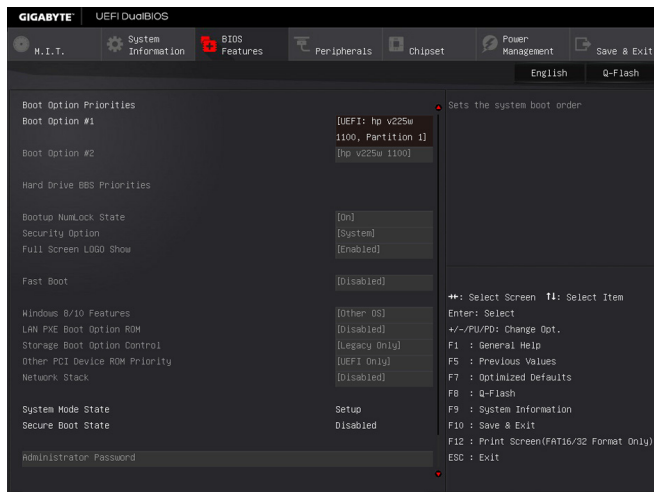 GIGABYTE™ UEFI DualBIOS
M.I.T.
System Information
BIOS Features
Peripherals
Chipset
Power Management
Save & Exit
English Q-Flash
Boot Option Priorities
Boot Option #1 [UEFI: hp v225w 1100, Partition 1]
Boot Option #2 [hp v225w 1100]
Hard Drive BBS Priorities
Bootup NumLock State [On]
Security Option [System]
Full Screen LOGO Show [Enabled]
Fast Boot [Disabled]
Windows 8/10 Features [Other OS]
LAN PXE Boot Option ROM [Disabled]
Storage Boot Option Control [Legacy Only]
Other PCI Device ROM Priority [UEFI Only]
Network Stack [Disabled]
System Mode State Setup
Secure Boot State Disabled
Administrator Password
Sets the system boot order
→←: Select Screen ↑↓: Select Item
Enter: Select
+/-/PU/PD: Change Opt.
F1 : General Help
F5 : Previous Values
F7 : Optimized Defaults
F8 : Q-Flash
F9 : System Information
F10 : Save & Exit
F12 : Print Screen(FAT16/32 Format Only)
ESC : Exit